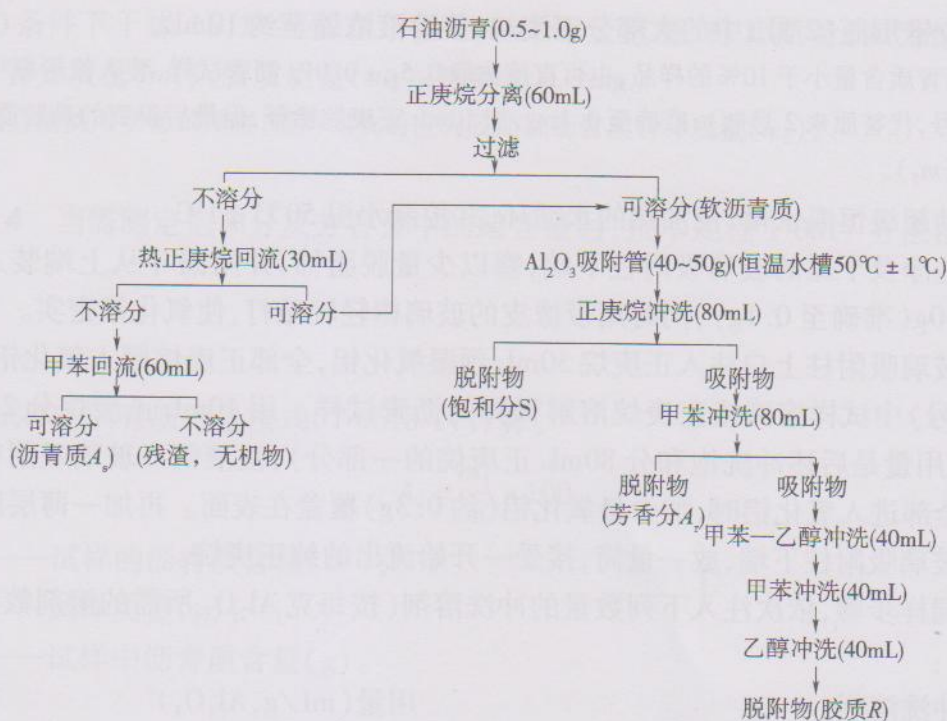 石油沥青(0.5~1.0g)
正庚烷分离(60mL)
过滤
不溶分
可溶分(软沥青质)
热正庚烷回流(30mL)
Al₂O₃吸附管(40~50g)(恒温水槽50℃±1℃)
不溶分
可溶分
正庚烷冲洗(80mL)
甲苯回流(60mL)
脱附物
(饱和分S)
吸附物
可溶分
(沥青质Aₛ)
不溶分
(残渣，无机物)
甲苯冲洗(80mL)
脱附物
(芳香分Aᵣ)
吸附物
甲苯—乙醇冲洗(40mL)
甲苯冲洗(40mL)
乙醇冲洗(40mL)
脱附物(胶质R)